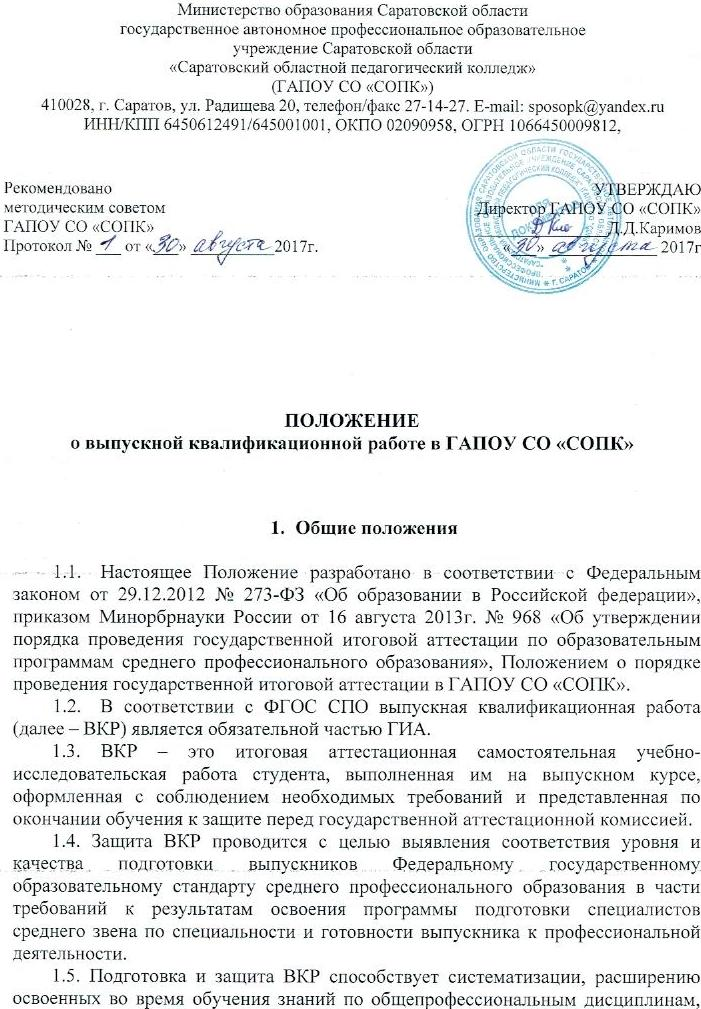 Министерство образования Саратовской области
государственное автономное профессиональное образовательное
учреждение Саратовской области
«Саратовский областной педагогический колледж»
(ГАПОУ СО «СОПК»)
410028, г. Саратов, ул. Радищева 20, телефон/факс 27-14-27. E-mail: sposopk@yandex.ru
ИНН/КПП 6450612491/645001001, ОКПО 02090958, ОГРН 1066450009812,
Рекомендовано
методическим советом
ГАПОУ СО «СОПК»
Протокол № 1 от «30» августа 2017г.
УТВЕРЖДАЮ
Директор ГАПОУ СО «СОПК»
Д.Д.Каримов
«30» августа 2017г
ПОЛОЖЕНИЕ
о выпускной квалификационной работе в ГАПОУ СО «СОПК»
1. Общие положения
1.1. Настоящее Положение разработано в соответствии с Федеральным
законом от 29.12.2012 № 273-ФЗ «Об образовании в Российской федерации»,
приказом Минорбрнауки России от 16 августа 2013г. № 968 «Об утверждении
порядка проведения государственной итоговой аттестации по образовательным
программам среднего профессионального образования», Положением о порядке
проведения государственной итоговой аттестации в ГАПОУ СО «СОПК».
1.2. В соответствии с ФГОС СПО выпускная квалификационная работа
(далее – ВКР) является обязательной частью ГИА.
1.3. ВКР – это итоговая аттестационная самостоятельная учебно-
исследовательская работа студента, выполненная им на выпускном курсе,
оформленная с соблюдением необходимых требований и представленная по
окончании обучения к защите перед государственной аттестационной комиссией.
1.4. Защита ВКР проводится с целью выявления соответствия уровня и
качества подготовки выпускников Федеральному государственному
образовательному стандарту среднего профессионального образования в части
требований к результатам освоения программы подготовки специалистов
среднего звена по специальности и готовности выпускника к профессиональной
деятельности.
1.5. Подготовка и защита ВКР способствует систематизации, расширению
освоенных во время обучения знаний по общепрофессиональным дисциплинам,